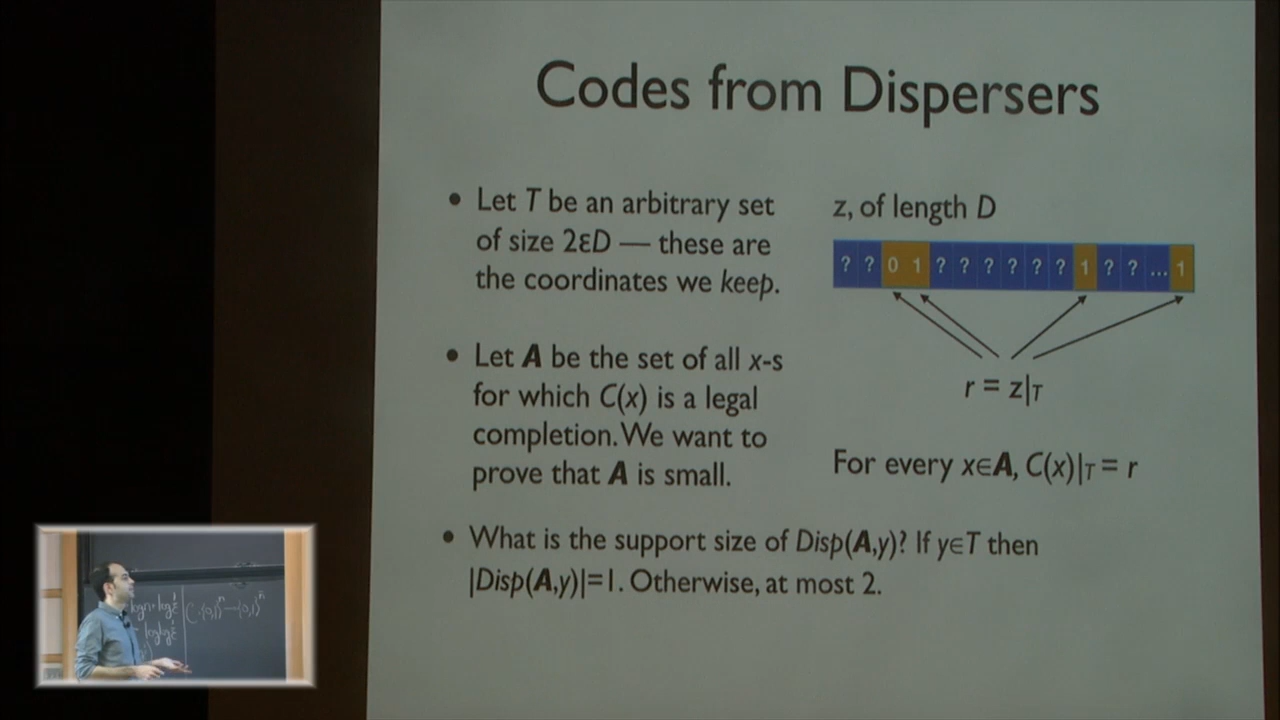 Codes from Dispersers
• Let T be an arbitrary set
of size 2εD — these are
the coordinates we keep.
• Let A be the set of all x-s
for which C(x) is a legal
completion. We want to
prove that A is small.
z, of length D
? ? 0 1 ? ? ? ? ? ? 1 ? ? ... 1
r = z|T
For every x∈A, C(x)|T = r
• What is the support size of Disp(A,y)? If y∈T then
|Disp(A,y)|=1. Otherwise, at most 2.